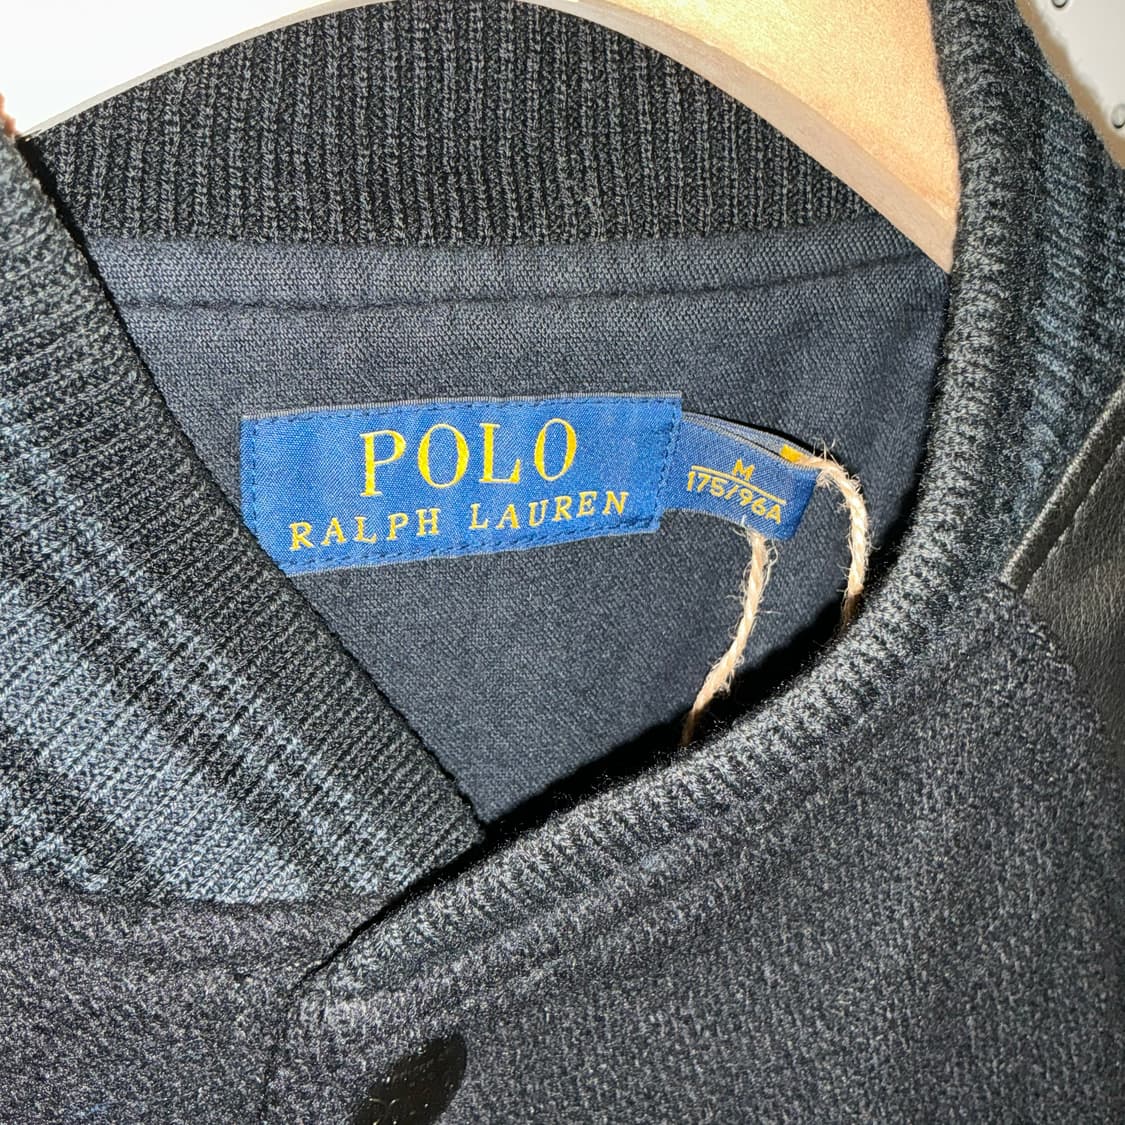 POLO
RALPH LAUREN
M
175/96A